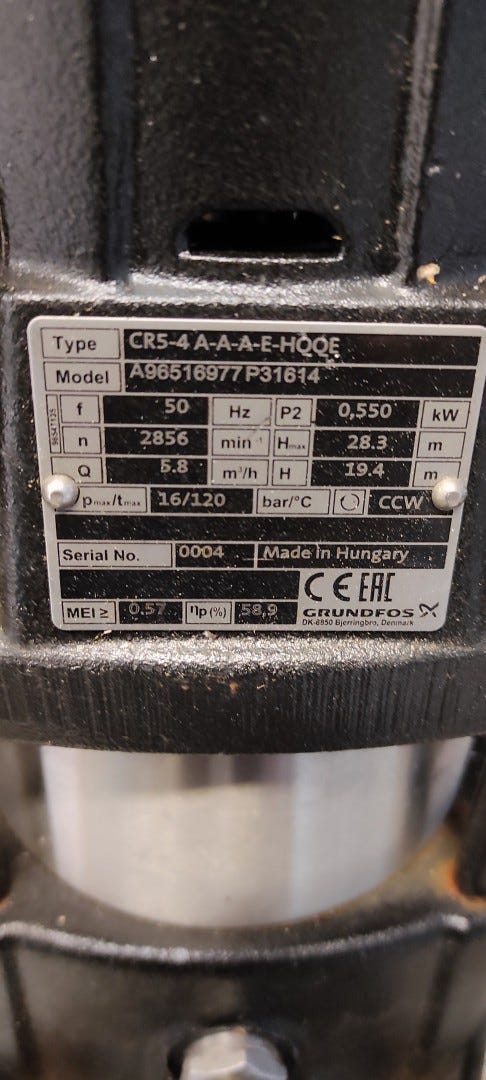 Type CR5-4 A-A-A-E-HQQE
Model A96516977 P31614
f 50 Hz P2 0,550 kW
n 2856 min⁻¹ Hmax 28.3 m
Q 5.8 m³/h H 19.4 m
pmax/tmax 16/120 bar/°C CCW
Serial No. 0004 Made in Hungary
CE EAC
MEI ≥ 0.57 ηp (%) 58,9 GRUNDFOS
DK-8850 Bjerringbro, Denmark